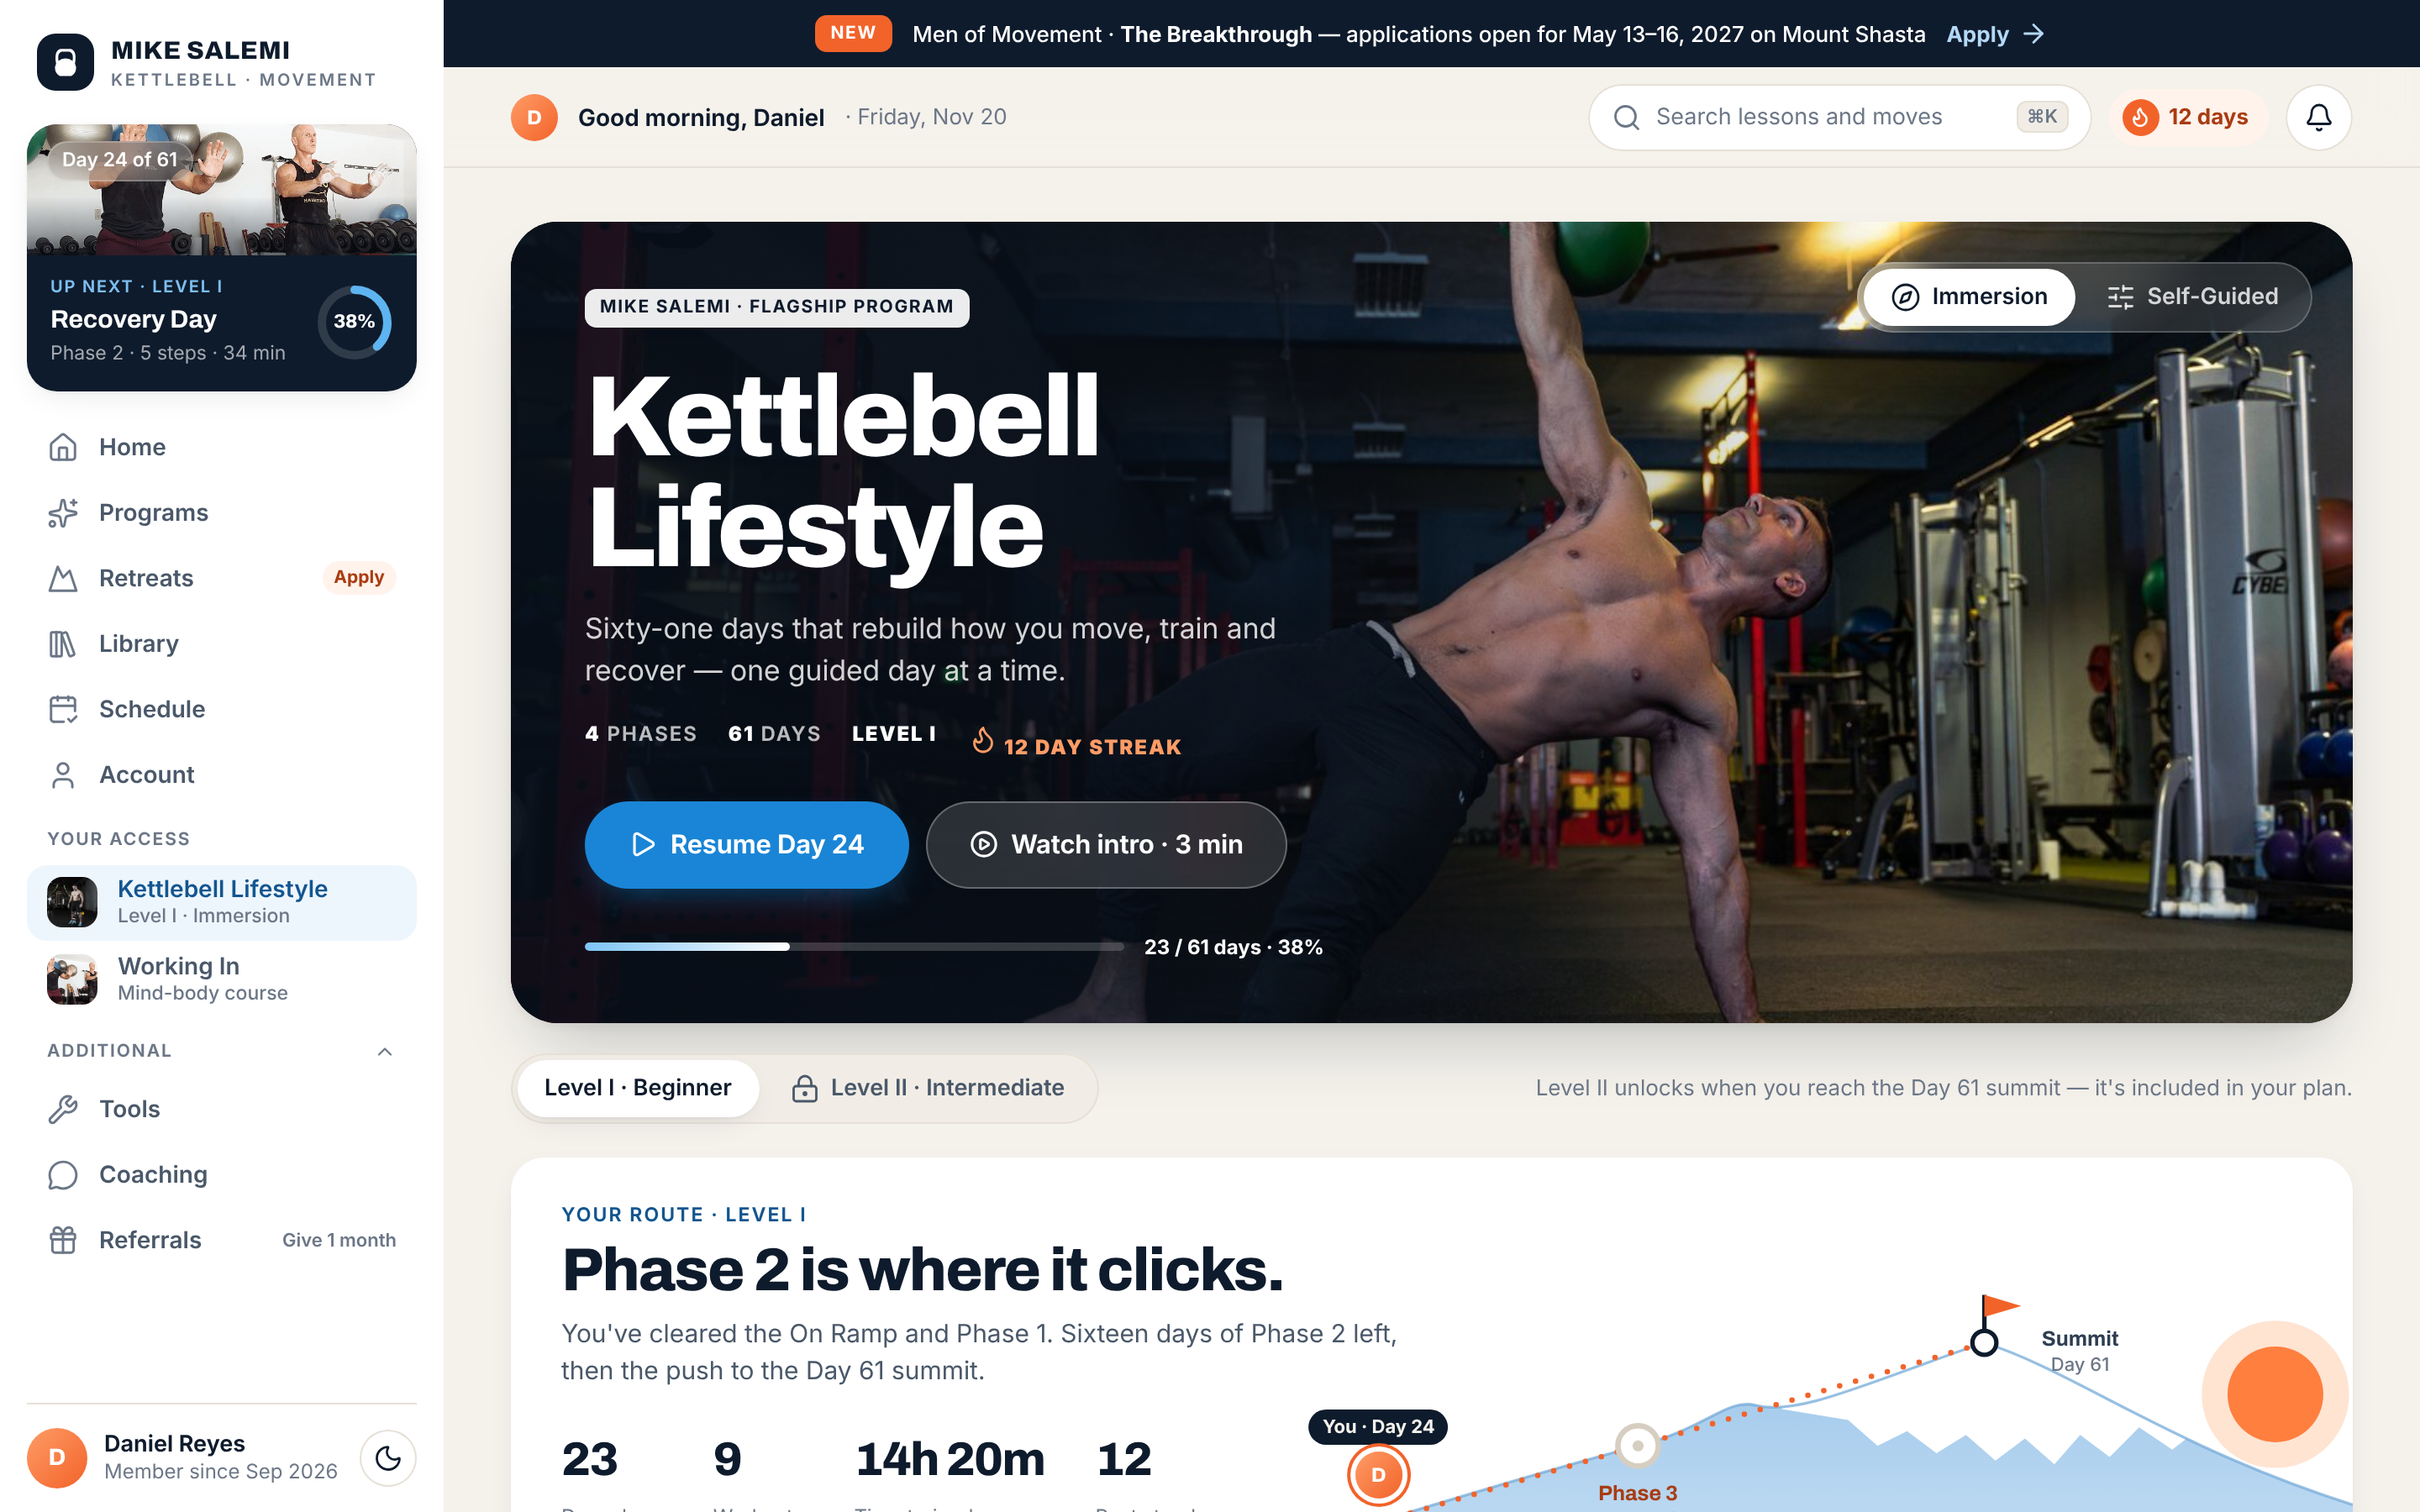 MIKE SALEMI
KETTLEBELL · MOVEMENT
Day 24 of 61
UP NEXT · LEVEL I
Recovery Day
Phase 2 · 5 steps · 34 min
38%
Home
Programs
Retreats
Apply
Library
Schedule
Account
YOUR ACCESS
Kettlebell Lifestyle
Level I · Immersion
Working In
Mind-body course
ADDITIONAL
Tools
Coaching
Referrals
Give 1 month
D
Daniel Reyes
Member since Sep 2026
NEW
Men of Movement · The Breakthrough — applications open for May 13–16, 2027 on Mount Shasta
Apply
D
Good morning, Daniel
· Friday, Nov 20
Search lessons and moves
⌘K
12 days
MIKE SALEMI · FLAGSHIP PROGRAM
Immersion
Self-Guided
Kettlebell
Lifestyle
Sixty-one days that rebuild how you move, train and
recover — one guided day at a time.
4 PHASES
61 DAYS
LEVEL I
12 DAY STREAK
Resume Day 24
Watch intro · 3 min
23 / 61 days · 38%
Level I · Beginner
Level II · Intermediate
Level II unlocks when you reach the Day 61 summit — it's included in your plan.
YOUR ROUTE · LEVEL I
Phase 2 is where it clicks.
You've cleared the On Ramp and Phase 1. Sixteen days of Phase 2 left,
then the push to the Day 61 summit.
23
9
14h 20m
12
You · Day 24
D
Phase 3
Summit
Day 61